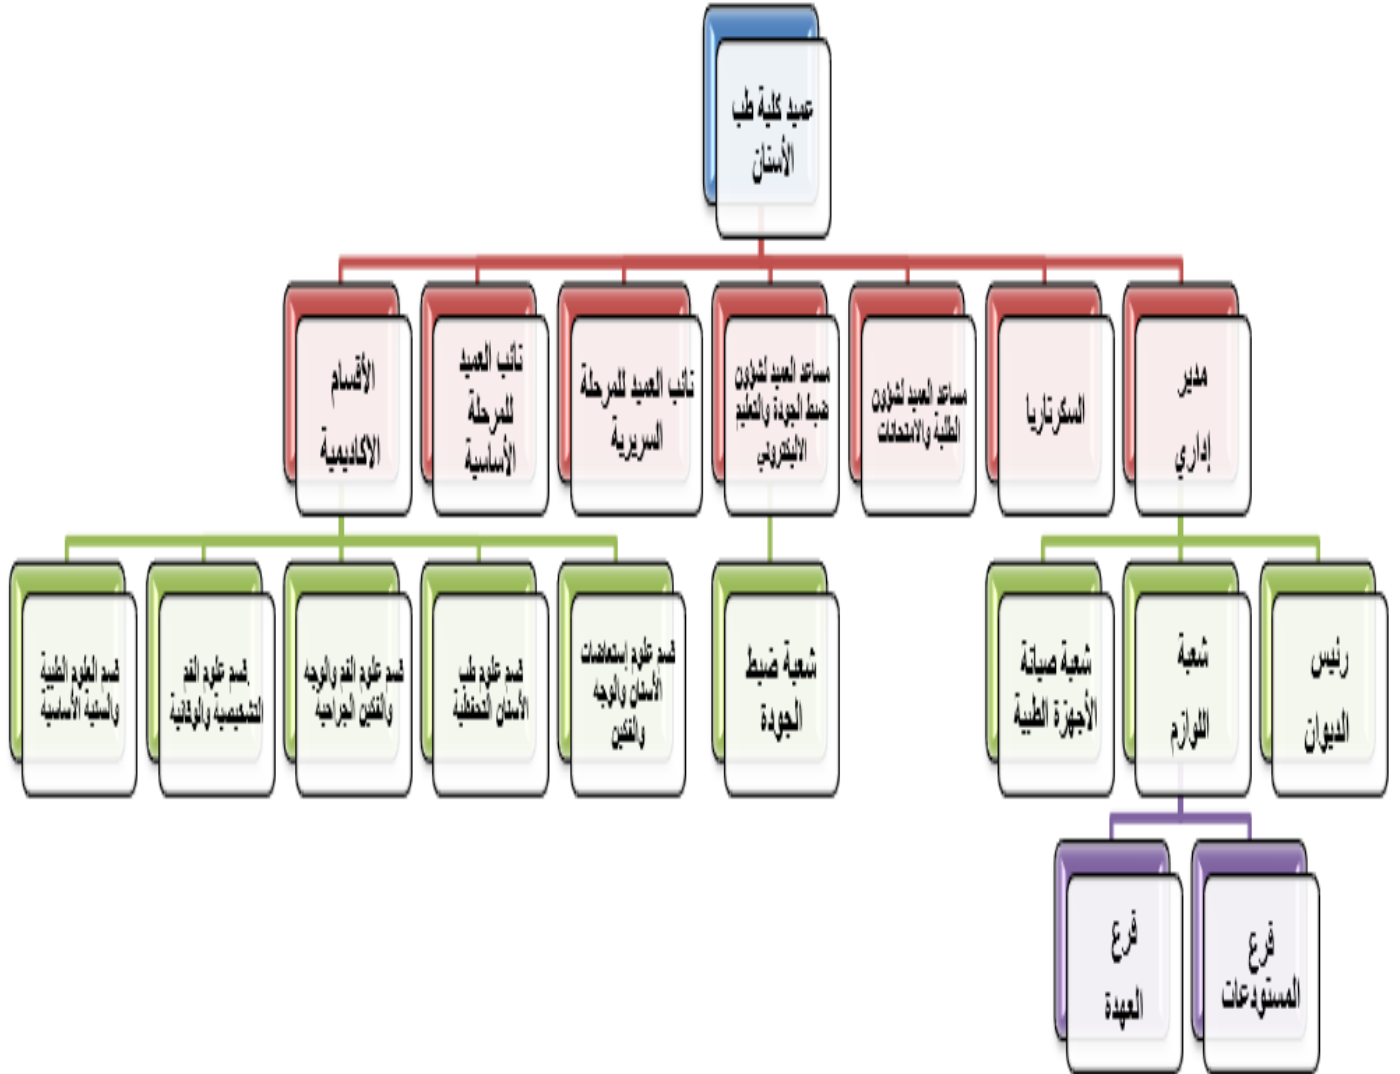 عميد كلية طب
الأسنان
مدير
إداري
السكرتاريا
مساعد العميد لشؤون
الطلبة والامتحانات
مساعد العميد لشؤون
ضبط الجودة والتعليم
الاليكتروني
نائب العميد للمرحلة
السريرية
نائب العميد
للمرحلة
الأساسية
الأقسام
الاكاديمية
رئيس
الديوان
شعبة
اللوازم
شعبة صيانة
الأجهزة الطبية
شعبة ضبط
الجودة
قسم علوم إستعاضات
الأسنان والوجه
والفكين
قسم علوم طب
الأسنان التحفظية
قسم علوم الفم والوجه
والفكين الجراحية
قسم علوم الفم
التشخيصية والوقائية
قسم العلوم الطبية
والسنية الأساسية
فرع
المستودعات
فرع
العهدة